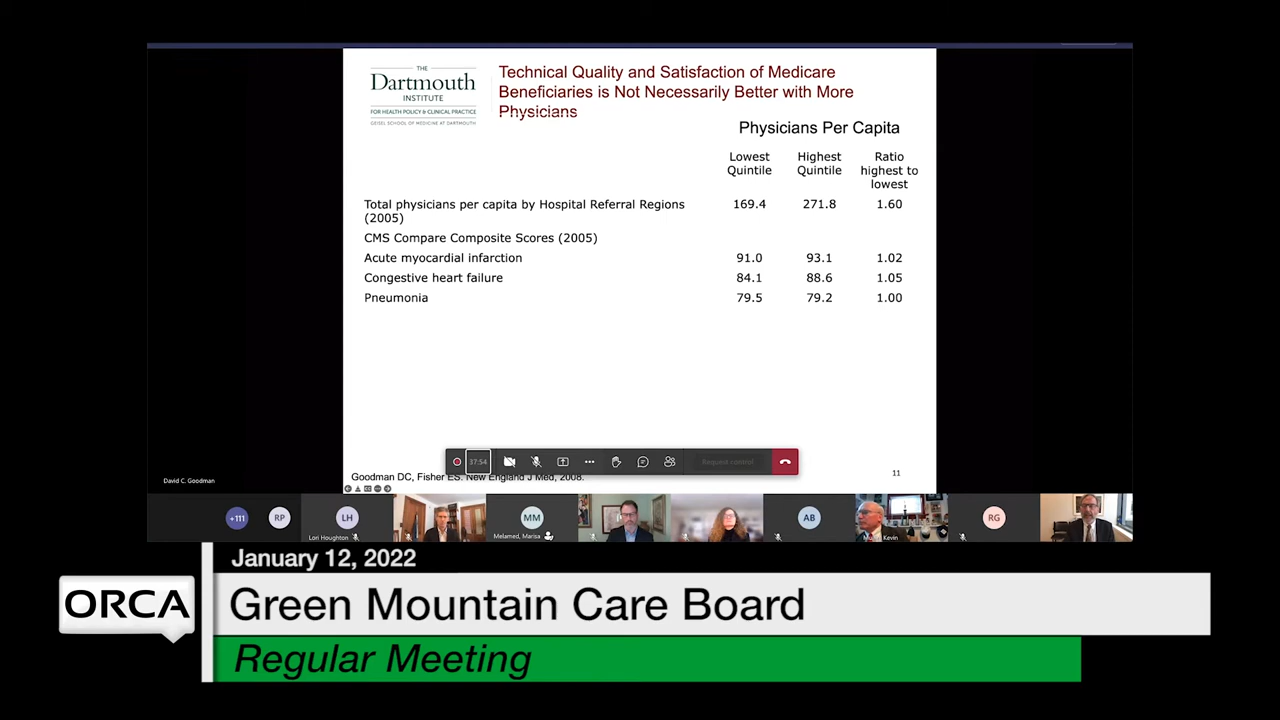 THE
Dartmouth
INSTITUTE
FOR HEALTH POLICY & CLINICAL PRACTICE
GEISEL SCHOOL OF MEDICINE AT DARTMOUTH
Technical Quality and Satisfaction of Medicare
Beneficiaries is Not Necessarily Better with More
Physicians
Physicians Per Capita
Lowest Quintile
Highest Quintile
Ratio highest to lowest
Total physicians per capita by Hospital Referral Regions (2005) 169.4 271.8 1.60
CMS Compare Composite Scores (2005)
Acute myocardial infarction 91.0 93.1 1.02
Congestive heart failure 84.1 88.6 1.05
Pneumonia 79.5 79.2 1.00
37:54
Request control
Goodman DC, Fisher ES. New England J Med, 2008.
11
David C. Goodman
+111
RP
LH
Lori Houghton
MM
Melamed, Marisa
AB
Kevin
RG
January 12, 2022
ORCA
Green Mountain Care Board
Regular Meeting